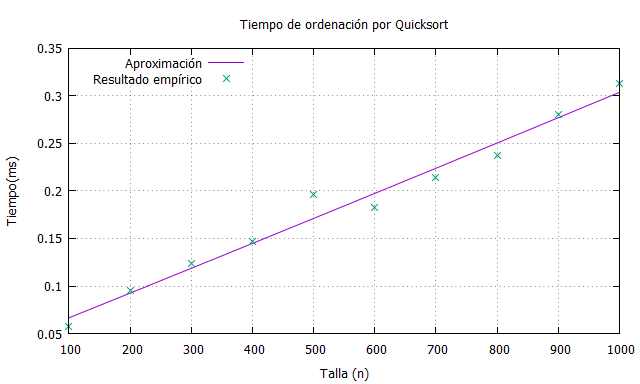 Tiempo de ordenación por Quicksort
0.35
0.3
0.25
0.2
0.15
0.1
0.05
Tiempo(ms)
Aproximación
Resultado empírico
100 200 300 400 500 600 700 800 900 1000
Talla (n)